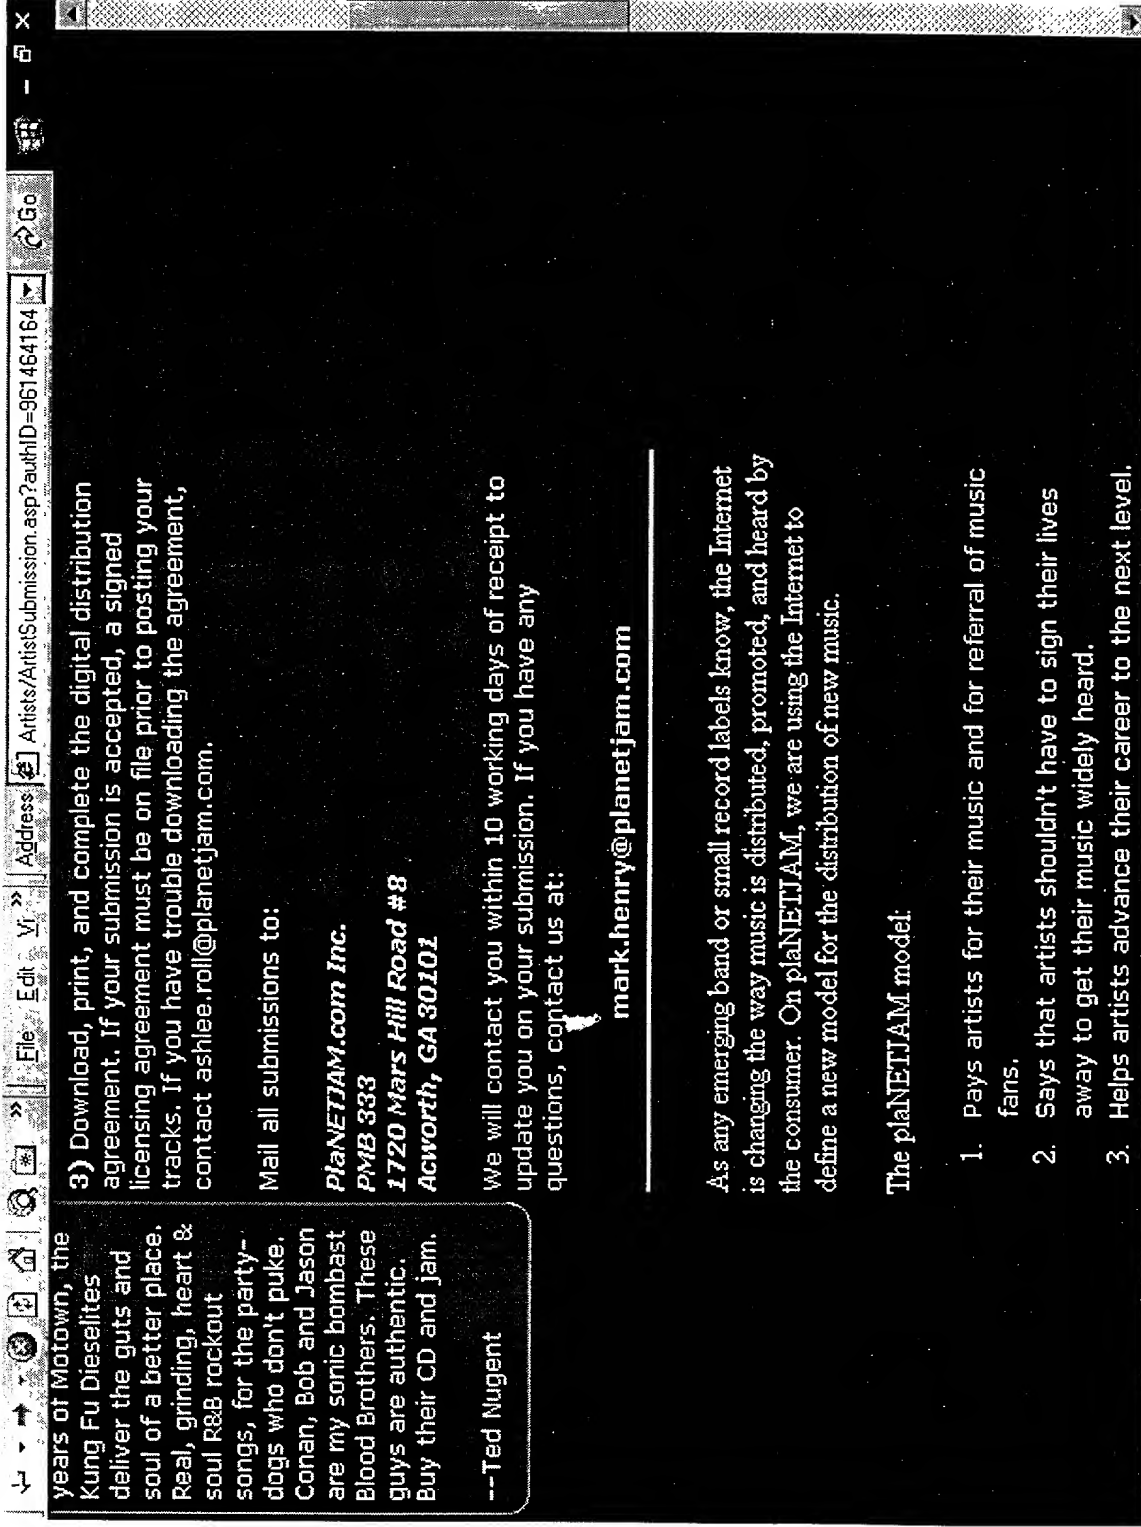 File Edit Vi » Address Artists/ArtistSubmission.asp?authID=961464164 Go
years of Motown, the
Kung Fu Dieselites
deliver the guts and
soul of a better place.
Real, grinding, heart &
soul R&B rockout
songs, for the party-
dogs who don't puke.
Conan, Bob and Jason
are my sonic bombast
Blood Brothers. These
guys are authentic.
Buy their CD and jam.
--Ted Nugent
3) Download, print, and complete the digital distribution
agreement. If your submission is accepted, a signed
licensing agreement must be on file prior to posting your
tracks. If you have trouble downloading the agreement,
contact ashlee.roll@planetjam.com.
Mail all submissions to:
PlaNETJAM.com Inc.
PMB 333
1720 Mars Hill Road #8
Acworth, GA 30101
We will contact you within 10 working days of receipt to
update you on your submission. If you have any
questions, contact us at:
mark.henry@planetjam.com
As any emerging band or small record labels know, the Internet
is changing the way music is distributed, promoted, and heard by
the consumer. On plaNETJAM, we are using the Internet to
define a new model for the distribution of new music.
The plaNETJAM model:
1. Pays artists for their music and for referral of music
fans.
2. Says that artists shouldn't have to sign their lives
away to get their music widely heard.
3. Helps artists advance their career to the next level.